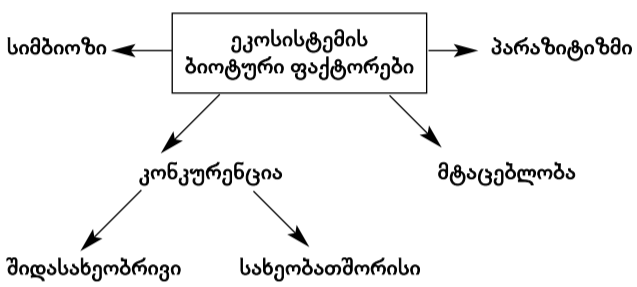 ეკოსისტემის
ბიოტური ფაქტორები
სიმბიოზი
პარაზიტიზმი
კონკურენცია
მტაცებლობა
შიდასახეობრივი
სახეობათშორისი